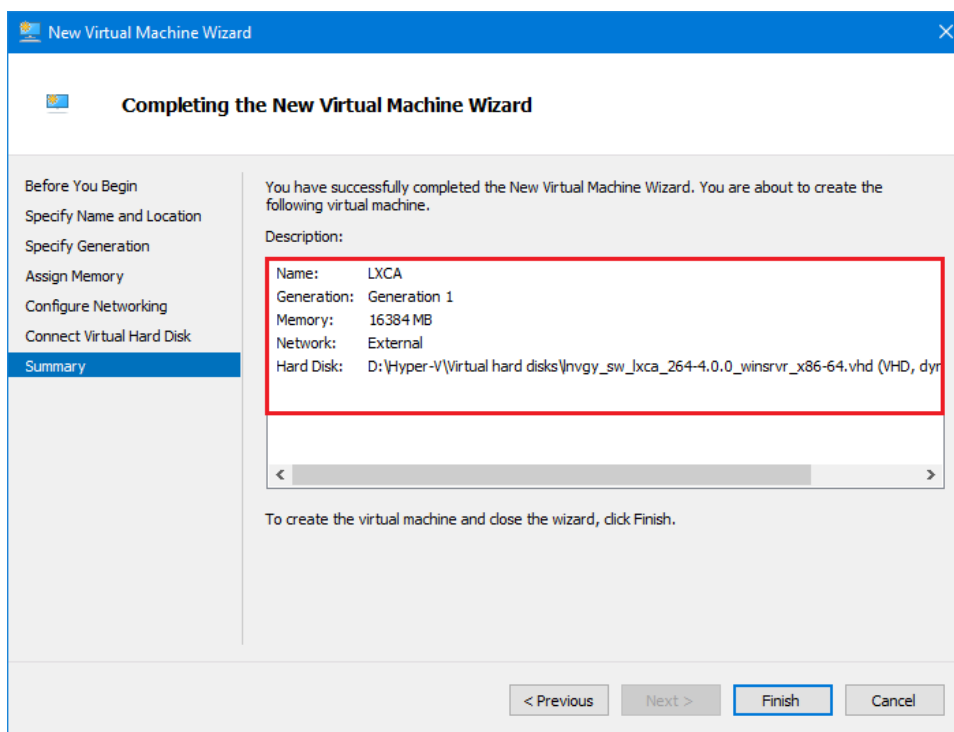 New Virtual Machine Wizard
Completing the New Virtual Machine Wizard
Before You Begin
Specify Name and Location
Specify Generation
Assign Memory
Configure Networking
Connect Virtual Hard Disk
Summary
You have successfully completed the New Virtual Machine Wizard. You are about to create the
following virtual machine.
Description:
Name: LXCA
Generation: Generation 1
Memory: 16384 MB
Network: External
Hard Disk: D:\Hyper-V\Virtual hard disks\lnvgy_sw_lxca_264-4.0.0_winsrvr_x86-64.vhd (VHD, dyr
To create the virtual machine and close the wizard, click Finish.
< Previous
Next >
Finish
Cancel